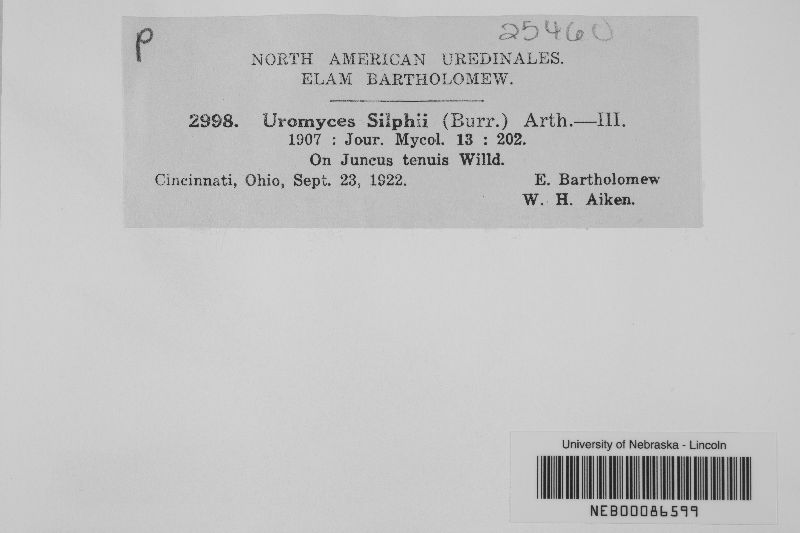 P
25460
NORTH AMERICAN UREDINALES.
ELAM BARTHOLOMEW.
2998. Uromyces Silphii (Burr.) Arth.—III.
1907 : Jour. Mycol. 13 : 202.
On Juncus tenuis Willd.
Cincinnati, Ohio, Sept. 23, 1922. E. Bartholomew
W. H. Aiken.
University of Nebraska - Lincoln
NEB00086599